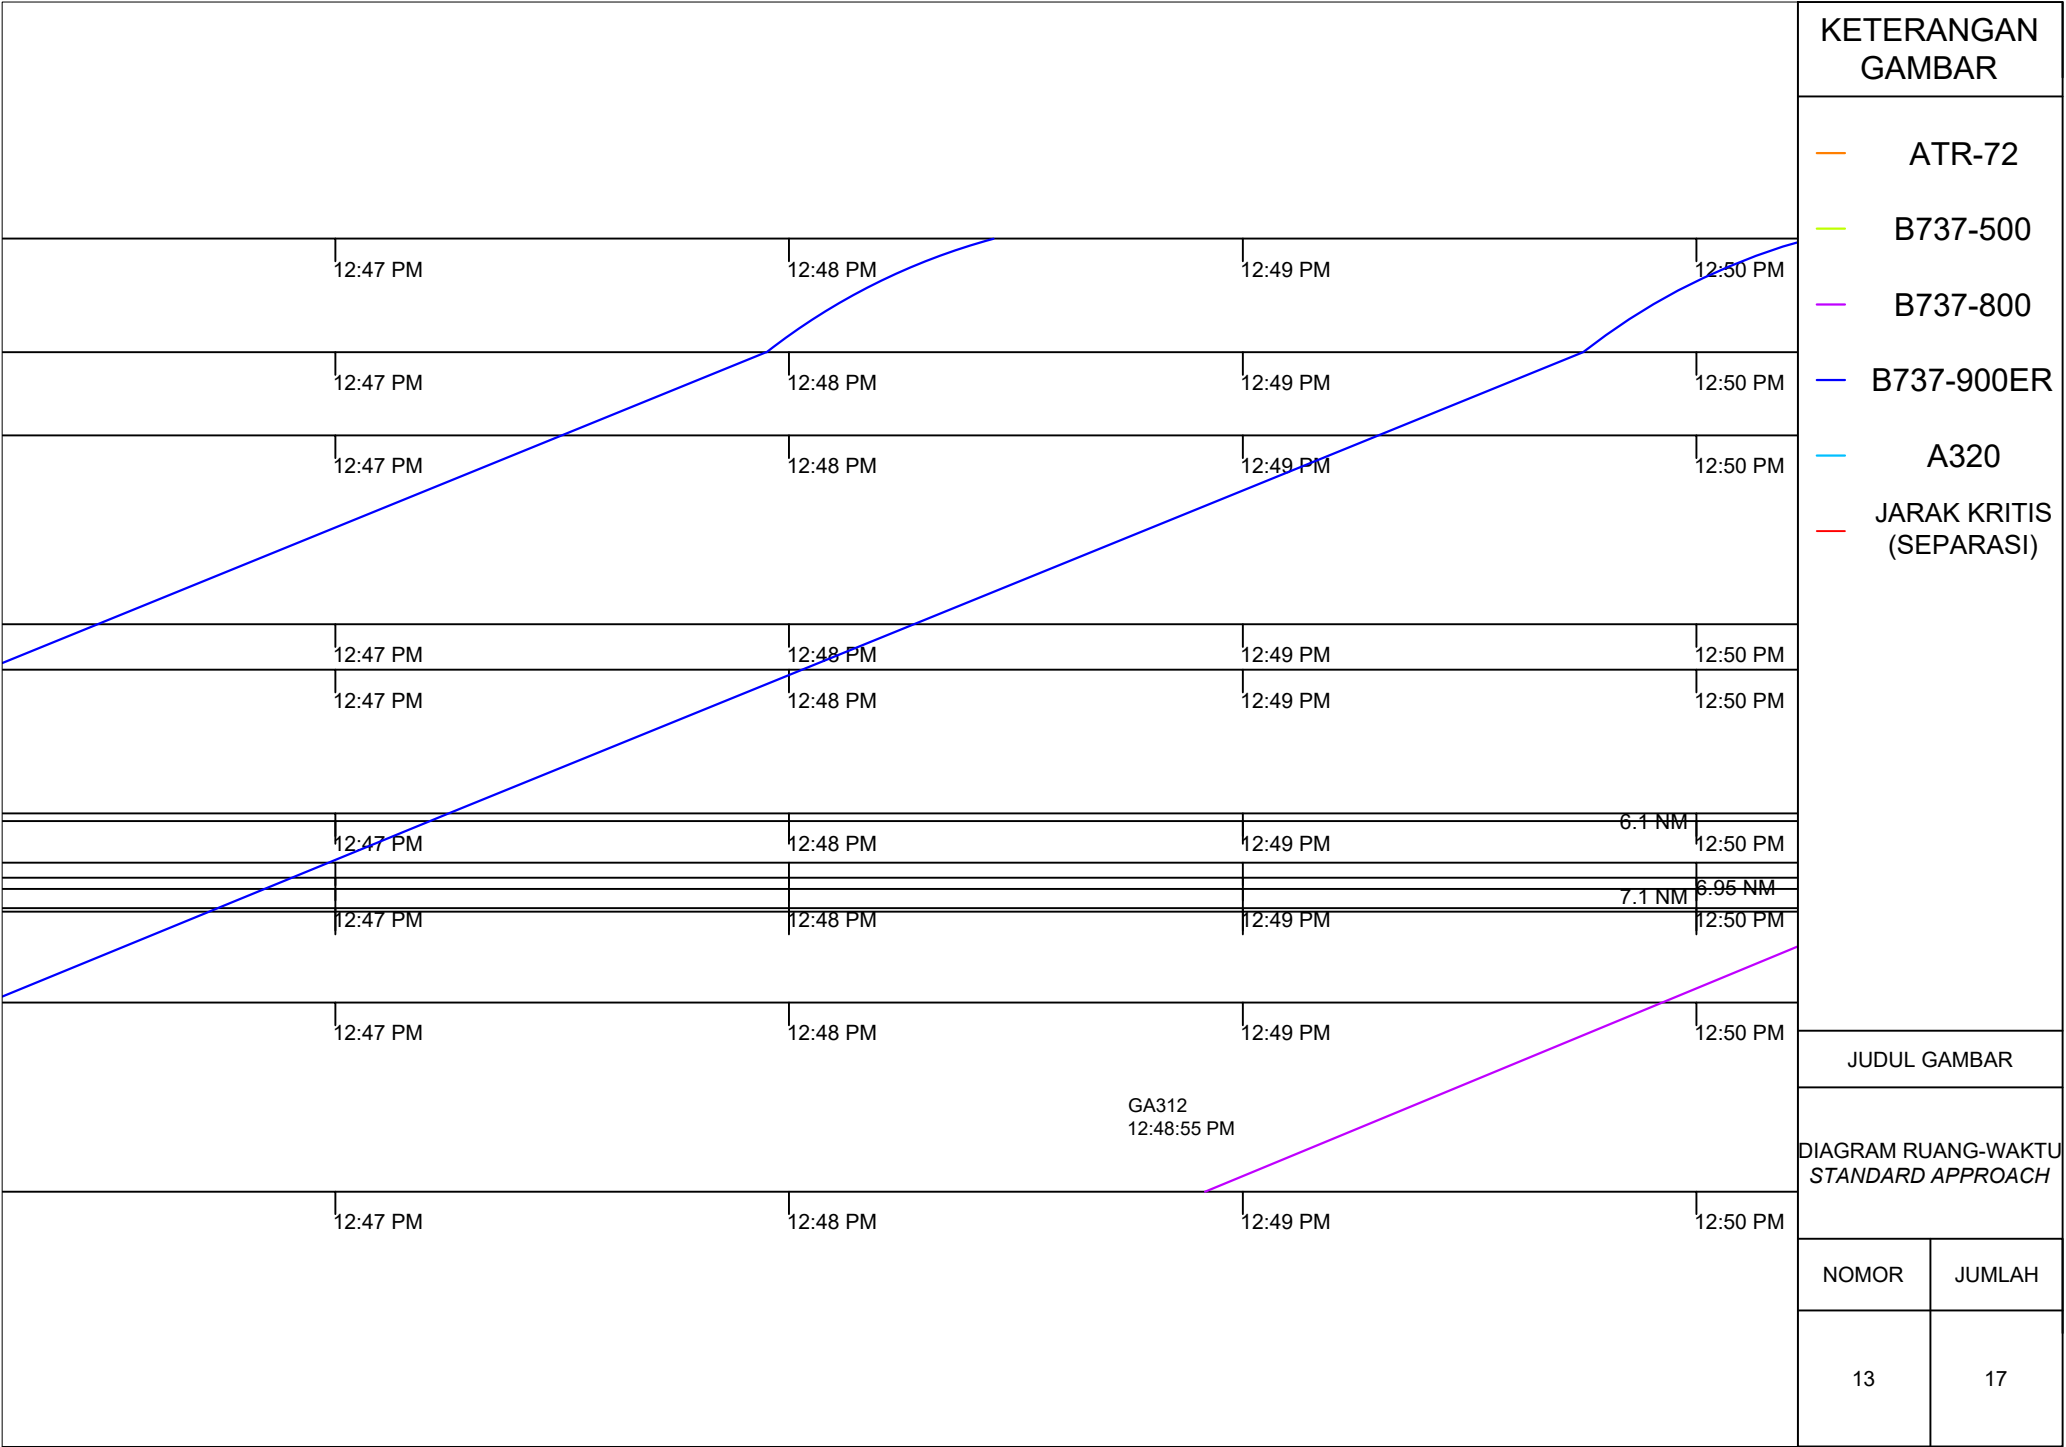 KETERANGAN
GAMBAR
ATR-72
B737-500
B737-800
B737-900ER
A320
JARAK KRITIS
(SEPARASI)
12:47 PM 12:48 PM 12:49 PM 12:50 PM
12:47 PM 12:48 PM 12:49 PM 12:50 PM
12:47 PM 12:48 PM 12:49 PM 12:50 PM
12:47 PM 12:48 PM 12:49 PM 12:50 PM
12:47 PM 12:48 PM 12:49 PM 12:50 PM
6.1 NM
12:47 PM 12:48 PM 12:49 PM 12:50 PM
6.95 NM
7.1 NM
12:47 PM 12:48 PM 12:49 PM 12:50 PM
12:47 PM 12:48 PM 12:49 PM 12:50 PM
GA312
12:48:55 PM
12:47 PM 12:48 PM 12:49 PM 12:50 PM
JUDUL GAMBAR
DIAGRAM RUANG-WAKTU
STANDARD APPROACH
NOMOR JUMLAH
13 17